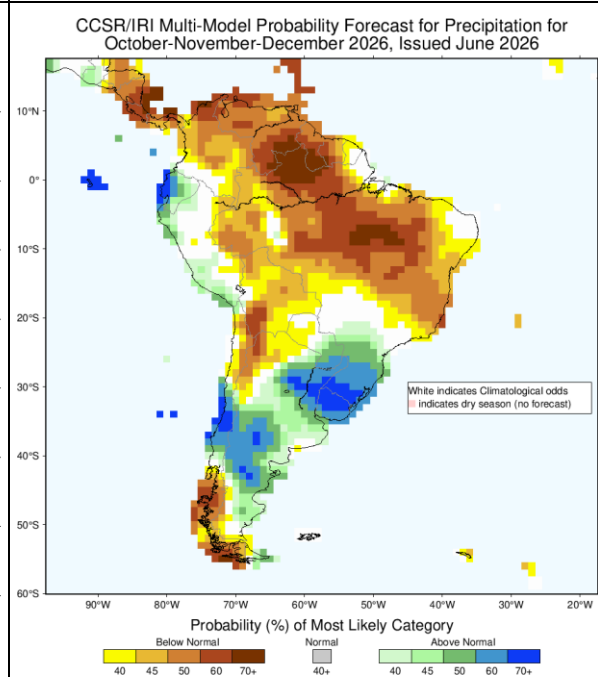 CCSR/IRI Multi-Model Probability Forecast for Precipitation for
October-November-December 2026, Issued June 2026
10°N
0°
10°S
20°S
30°S
White indicates Climatological odds
indicates dry season (no forecast)
40°S
50°S
60°S
90°W 80°W 70°W 60°W 50°W 40°W 30°W 20°W
Probability (%) of Most Likely Category
Below Normal Normal Above Normal
40 45 50 60 70+ 40+ 40 45 50 60 70+